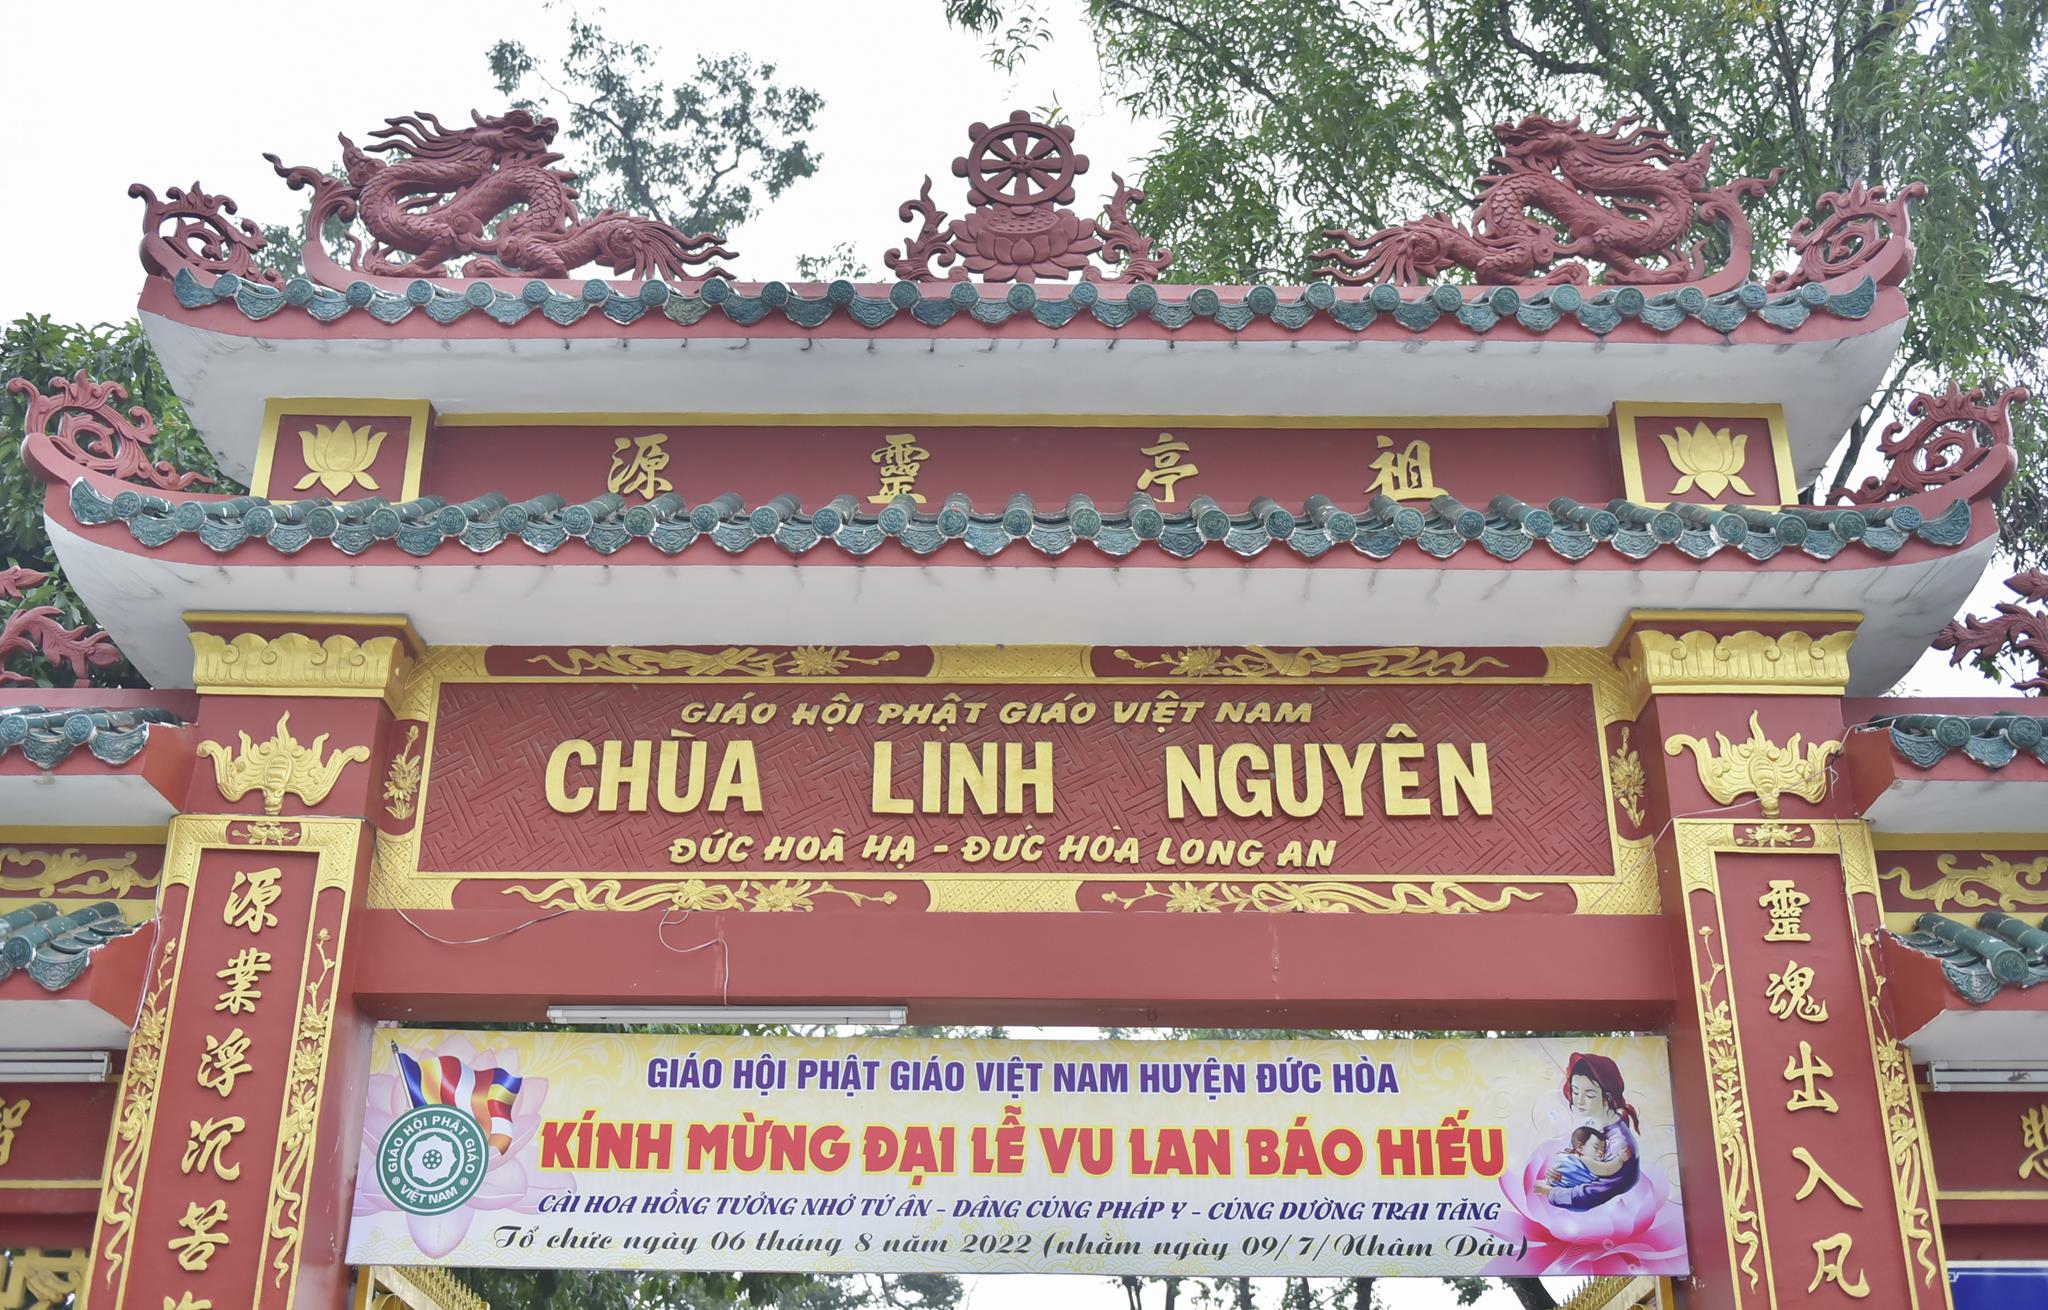 源靈亭祖
GIÁO HỘI PHẬT GIÁO VIỆT NAM
CHÙA LINH NGUYÊN
ĐỨC HOÀ HẠ - ĐỨC HÒA LONG AN
源業浮沉苦
靈魂出入凡
GIÁO HỘI PHẬT GIÁO VIỆT NAM HUYỆN ĐỨC HÒA
KÍNH MỪNG ĐẠI LỄ VU LAN BÁO HIẾU
CÀI HOA HỒNG TƯỞNG NHỚ TỨ ÂN - DÂNG CÚNG PHÁP Y - CÚNG DƯỜNG TRAI TĂNG
Tổ chức ngày 06 tháng 8 năm 2022 (nhằm ngày 09/7/Nhâm Dần)
GIÁO HỘI PHẬT GIÁO
VIỆT NAM